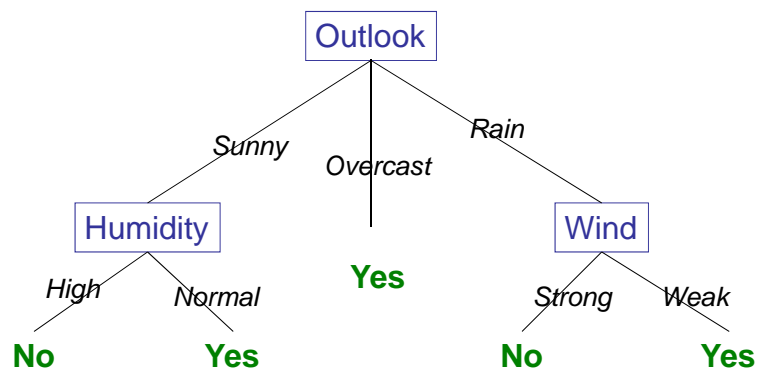 Outlook
Sunny
Overcast
Rain
Humidity
Wind
High
Normal
Yes
Strong
Weak
No
Yes
No
Yes